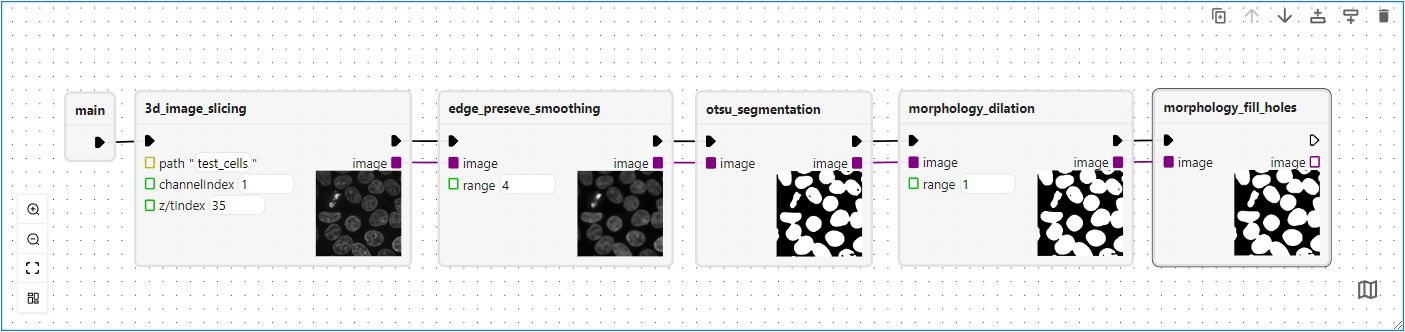 main
3d_image_slicing
path " test_cells "
image
channelIndex 1
z/tIndex 35
edge_preseve_smoothing
image
image
range 4
otsu_segmentation
image
image
morphology_dilation
image
image
range 1
morphology_fill_holes
image
image